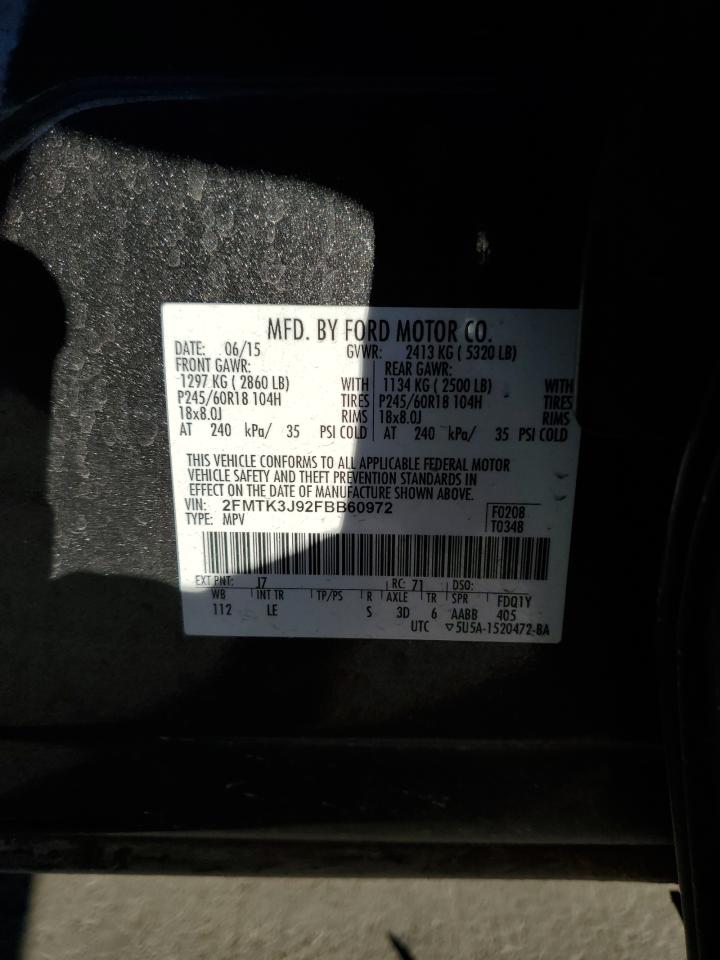 MFD. BY FORD MOTOR CO.
DATE: 06/15 GVWR: 2413 KG ( 5320 LB)
FRONT GAWR: REAR GAWR:
1297 KG ( 2860 LB) WITH 1134 KG ( 2500 LB) WITH
P245/60R18 104H TIRES P245/60R18 104H TIRES
18x8.0J RIMS 18x8.0J RIMS
AT 240 kPa/ 35 PSI COLD AT 240 kPa/ 35 PSI COLD
THIS VEHICLE CONFORMS TO ALL APPLICABLE FEDERAL MOTOR
VEHICLE SAFETY AND THEFT PREVENTION STANDARDS IN
EFFECT ON THE DATE OF MANUFACTURE SHOWN ABOVE.
VIN: 2FMTK3J92FBB60972 F0208
TYPE: MPV T0348
EXT PNT: J7 RC: 71 DSO:
WB INT TR TP/PS R AXLE TR SPR FDQ1Y
112 LE S 3D 6 AABB 405
UTC ▽5U5A-1520472-BA